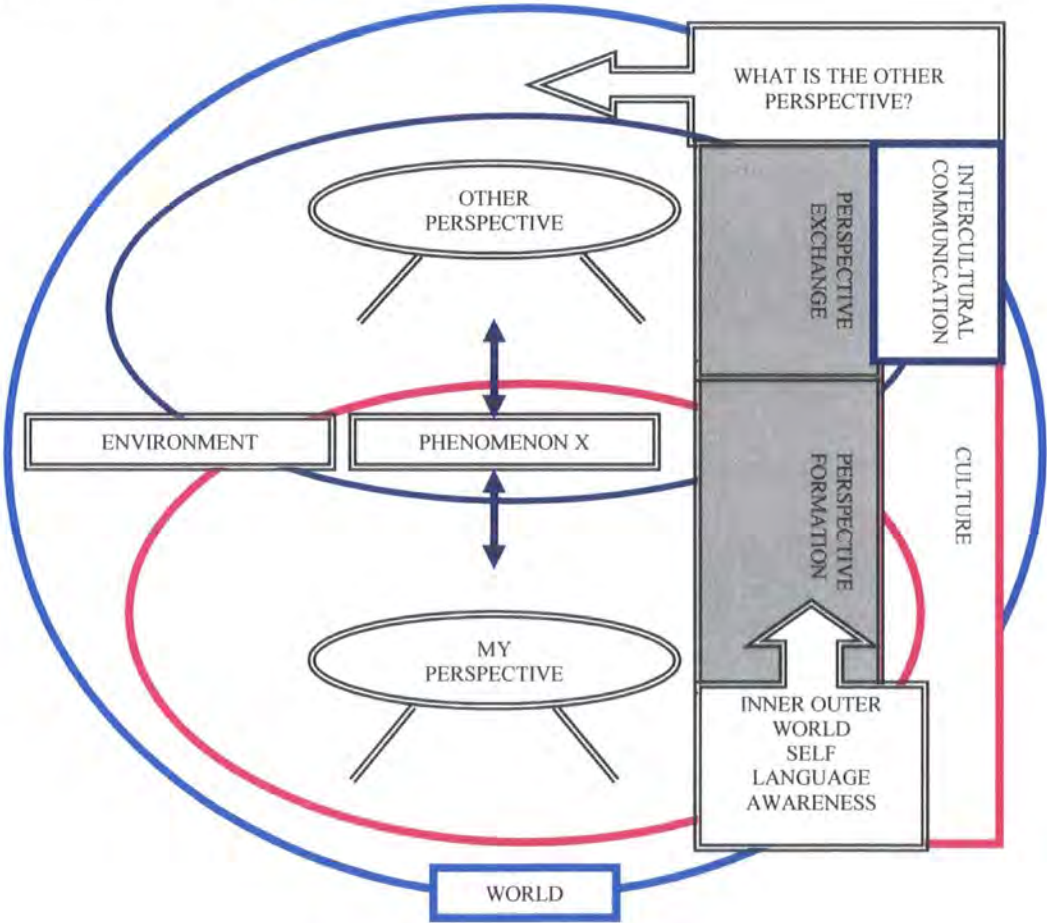 WHAT IS THE OTHER
PERSPECTIVE?
OTHER
PERSPECTIVE
PERSPECTIVE
EXCHANGE
INTERCULTURAL
COMMUNICATION
ENVIRONMENT
PHENOMENON X
PERSPECTIVE
FORMATION
CULTURE
MY
PERSPECTIVE
INNER OUTER
WORLD
SELF
LANGUAGE
AWARENESS
WORLD